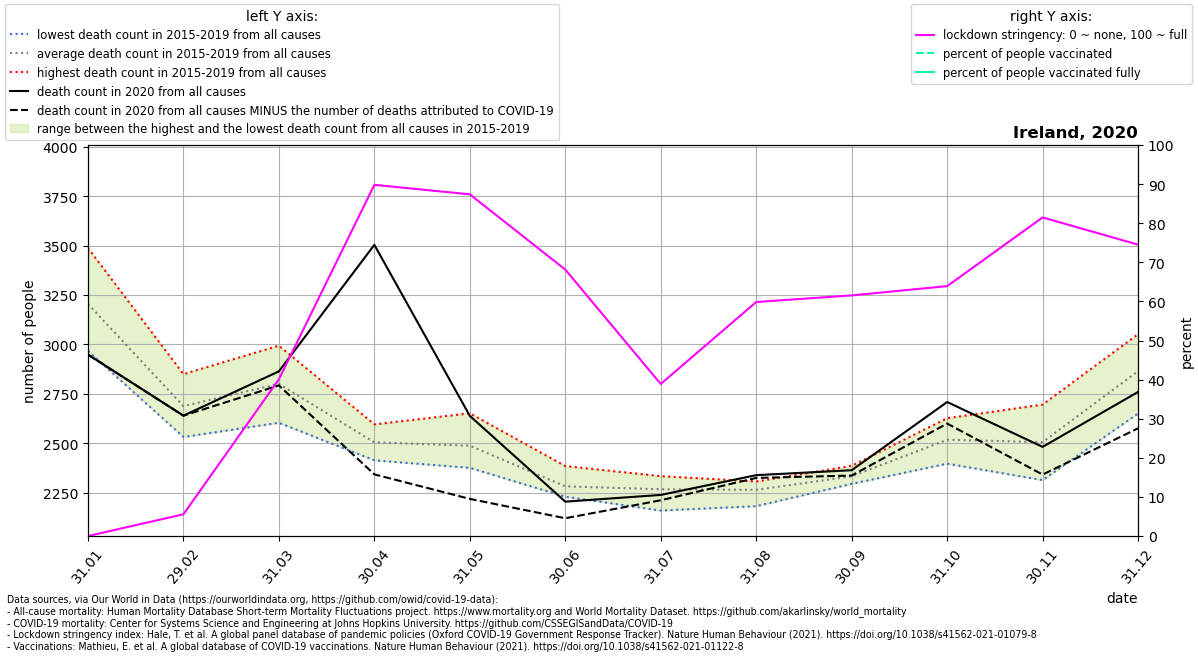 left Y axis:
lowest death count in 2015-2019 from all causes
average death count in 2015-2019 from all causes
highest death count in 2015-2019 from all causes
death count in 2020 from all causes
death count in 2020 from all causes MINUS the number of deaths attributed to COVID-19
range between the highest and the lowest death count from all causes in 2015-2019
right Y axis:
lockdown stringency: 0 ~ none, 100 ~ full
percent of people vaccinated
percent of people vaccinated fully
Ireland, 2020
4000
3750
3500
3250
3000
2750
2500
2250
number of people
100
90
80
70
60
50
40
30
20
10
0
percent
31.01
29.02
31.03
30.04
31.05
30.06
31.07
31.08
30.09
31.10
30.11
31.12
date
Data sources, via Our World in Data (https://ourworldindata.org, https://github.com/owid/covid-19-data):
- All-cause mortality: Human Mortality Database Short-term Mortality Fluctuations project. https://www.mortality.org and World Mortality Dataset. https://github.com/akarlinsky/world_mortality
- COVID-19 mortality: Center for Systems Science and Engineering at Johns Hopkins University. https://github.com/CSSEGISandData/COVID-19
- Lockdown stringency index: Hale, T. et al. A global panel database of pandemic policies (Oxford COVID-19 Government Response Tracker). Nature Human Behaviour (2021). https://doi.org/10.1038/s41562-021-01079-8
- Vaccinations: Mathieu, E. et al. A global database of COVID-19 vaccinations. Nature Human Behaviour (2021). https://doi.org/10.1038/s41562-021-01122-8